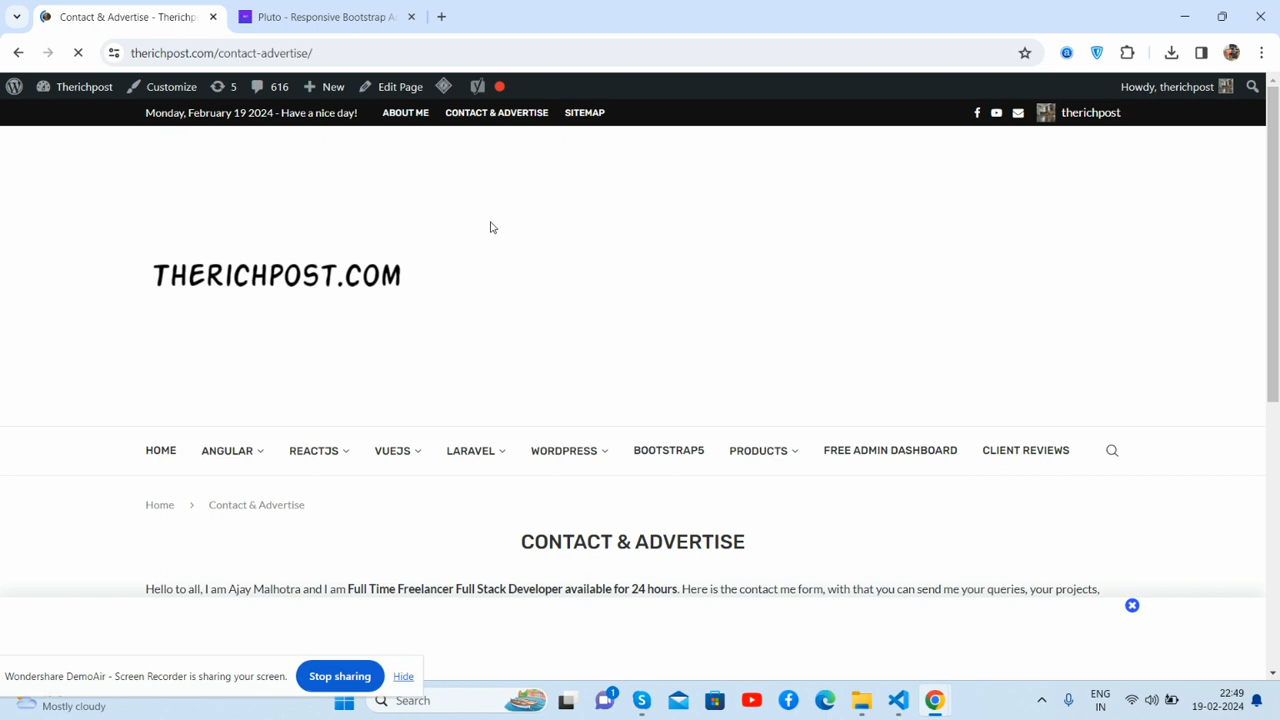 Contact & Advertise - Therichp
Pluto - Responsive Bootstrap A
therichpost.com/contact-advertise/
Therichpost Customize 5 616 New Edit Page Howdy, therichpost
Monday, February 19 2024 - Have a nice day! ABOUT ME CONTACT & ADVERTISE SITEMAP therichpost
THERICHPOST.COM
HOME ANGULAR REACTJS VUEJS LARAVEL WORDPRESS BOOTSTRAP5 PRODUCTS FREE ADMIN DASHBOARD CLIENT REVIEWS
Home Contact & Advertise
CONTACT & ADVERTISE
Hello to all, I am Ajay Malhotra and I am Full Time Freelancer Full Stack Developer available for 24 hours. Here is the contact me form, with that you can send me your queries, your projects,
Wondershare DemoAir - Screen Recorder is sharing your screen. Stop sharing Hide
Mostly cloudy
Search
1
ENG
IN
22:49
19-02-2024